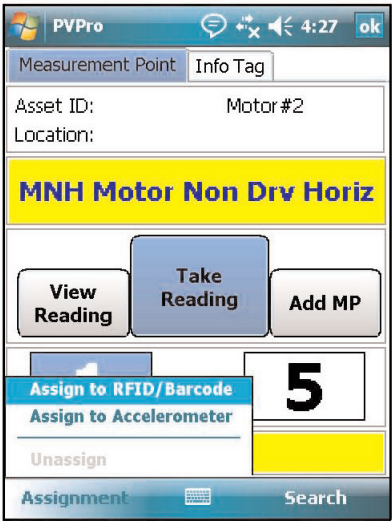 PVPro 4:27 ok
Measurement Point Info Tag
Asset ID: Motor#2
Location:
MNH Motor Non Drv Horiz
View Reading
Take Reading
Add MP
5
Assign to RFID/Barcode
Assign to Accelerometer
Unassign
Assignment Search